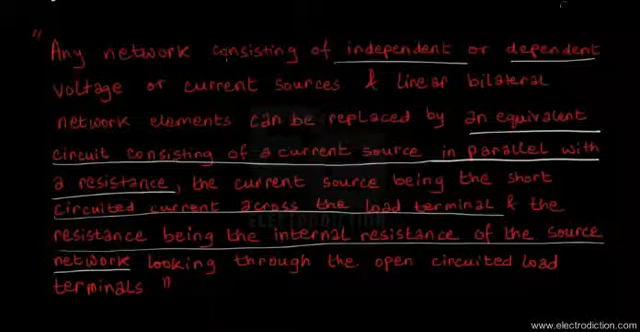 "Any network consisting of independent or dependent
voltage or current sources & linear bilateral
network elements can be replaced by an equivalent
circuit consisting of a current source in parallel with
a resistance, the current source being the short
circuited current across the load terminal & the
resistance being the internal resistance of the source
network looking through the open circuited load
terminals"
www.electrodiction.com